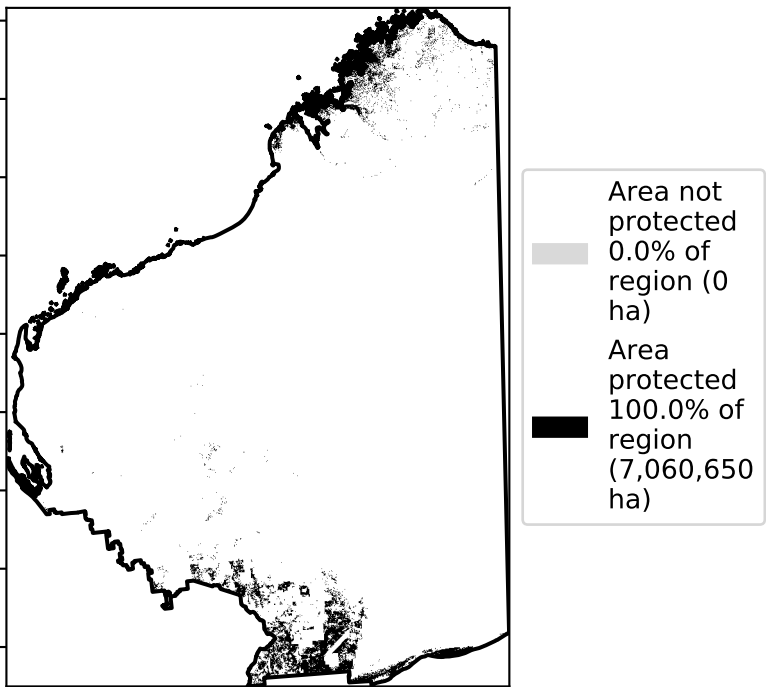 Area not
protected
0.0% of
region (0
ha)
Area
protected
100.0% of
region
(7,060,650
ha)